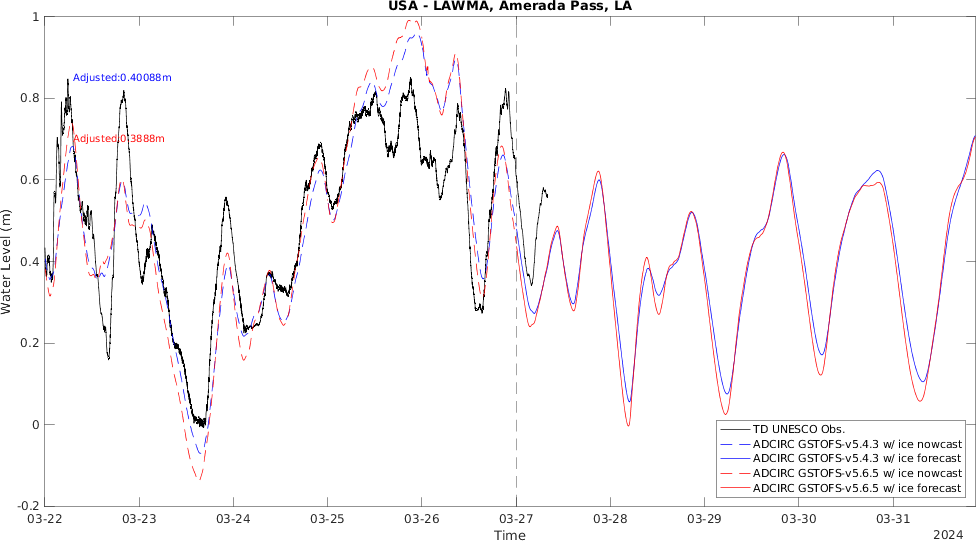 USA - LAWMA, Amerada Pass, LA
1
0.8
0.6
0.4
0.2
0
-0.2
Water Level (m)
Adjusted:0.40088m
Adjusted:0.3888m
TD UNESCO Obs.
ADCIRC GSTOFS-v5.4.3 w/ ice nowcast
ADCIRC GSTOFS-v5.4.3 w/ ice forecast
ADCIRC GSTOFS-v5.6.5 w/ ice nowcast
ADCIRC GSTOFS-v5.6.5 w/ ice forecast
03-22 03-23 03-24 03-25 03-26 03-27 03-28 03-29 03-30 03-31
Time
2024